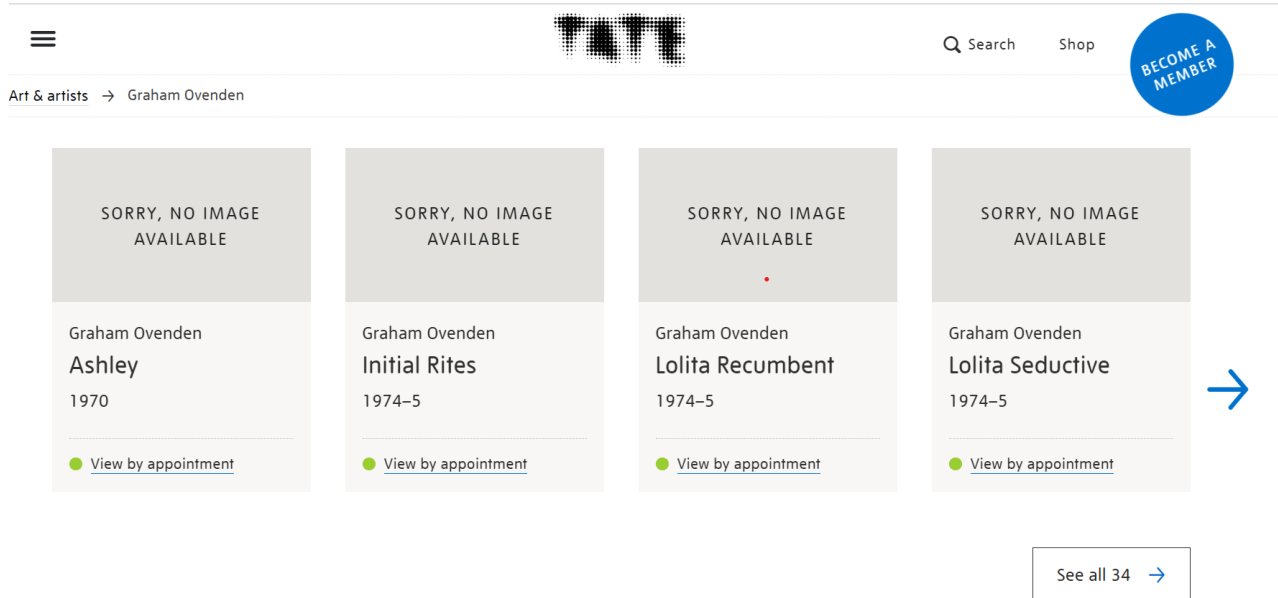 TATE
Search
Shop
BECOME A
MEMBER
Art & artists → Graham Ovenden
SORRY, NO IMAGE
AVAILABLE
Graham Ovenden
Ashley
1970
View by appointment
SORRY, NO IMAGE
AVAILABLE
Graham Ovenden
Initial Rites
1974–5
View by appointment
SORRY, NO IMAGE
AVAILABLE
Graham Ovenden
Lolita Recumbent
1974–5
View by appointment
SORRY, NO IMAGE
AVAILABLE
Graham Ovenden
Lolita Seductive
1974–5
View by appointment
See all 34 →